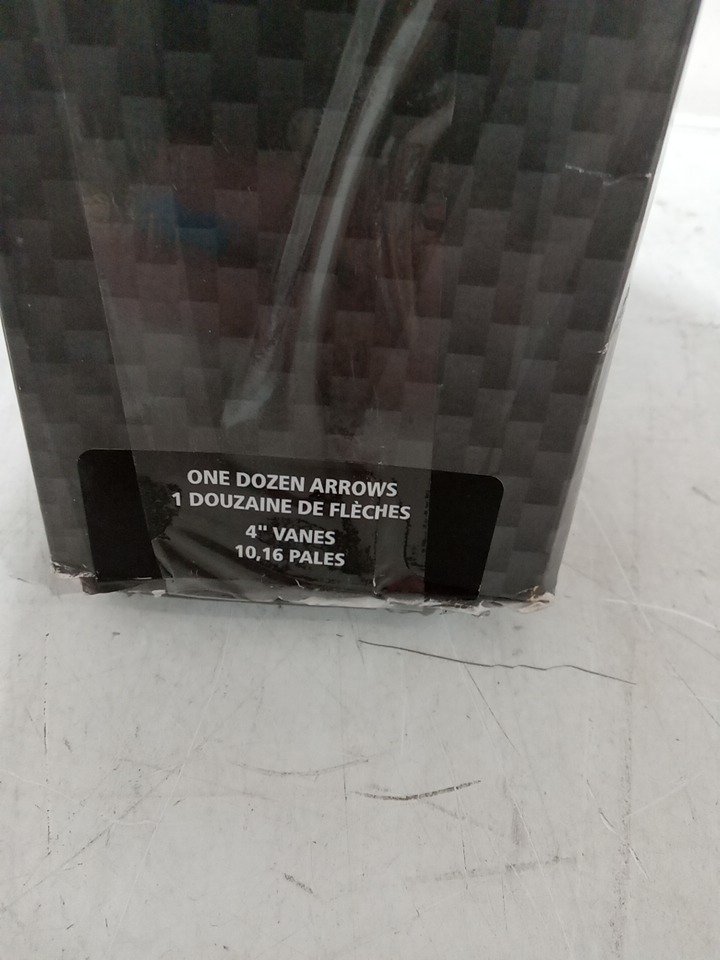 ONE DOZEN ARROWS
1 DOUZAINE DE FLÈCHES
4" VANES
10,16 PALES